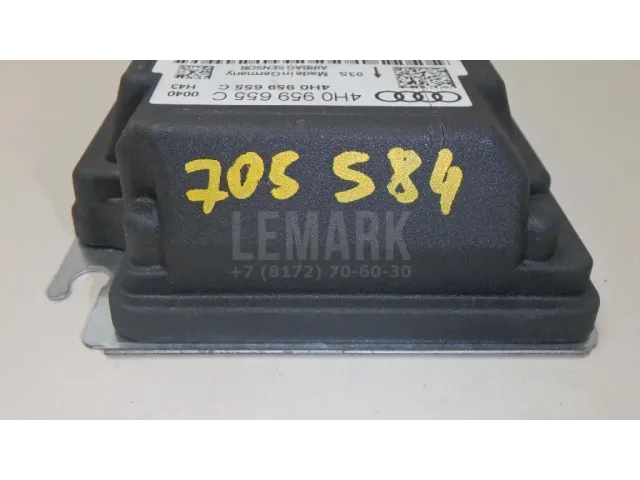 4H0 959 655 C
4H0 959 655 C H43
0040
03S Made in Germany
AIRBAG SENSOR
705 584
LEMARK
+7 (8172) 70-60-30